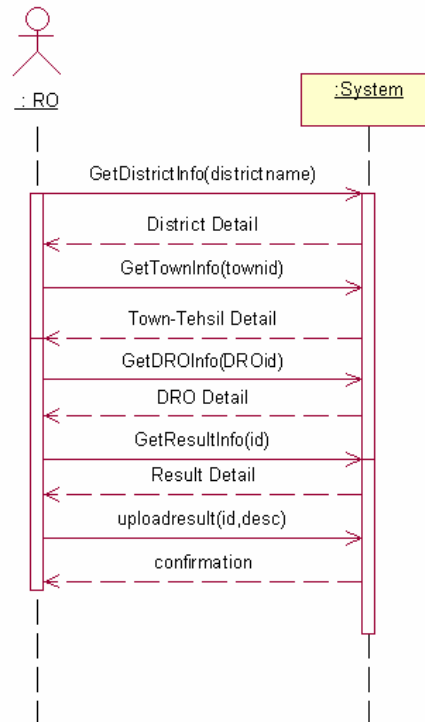 : RO
:System
GetDistrictInfo(districtname)
District Detail
GetTownInfo(townid)
Town-Tehsil Detail
GetDROInfo(DROid)
DRO Detail
GetResultInfo(id)
Result Detail
uploadresult(id,desc)
confirmation